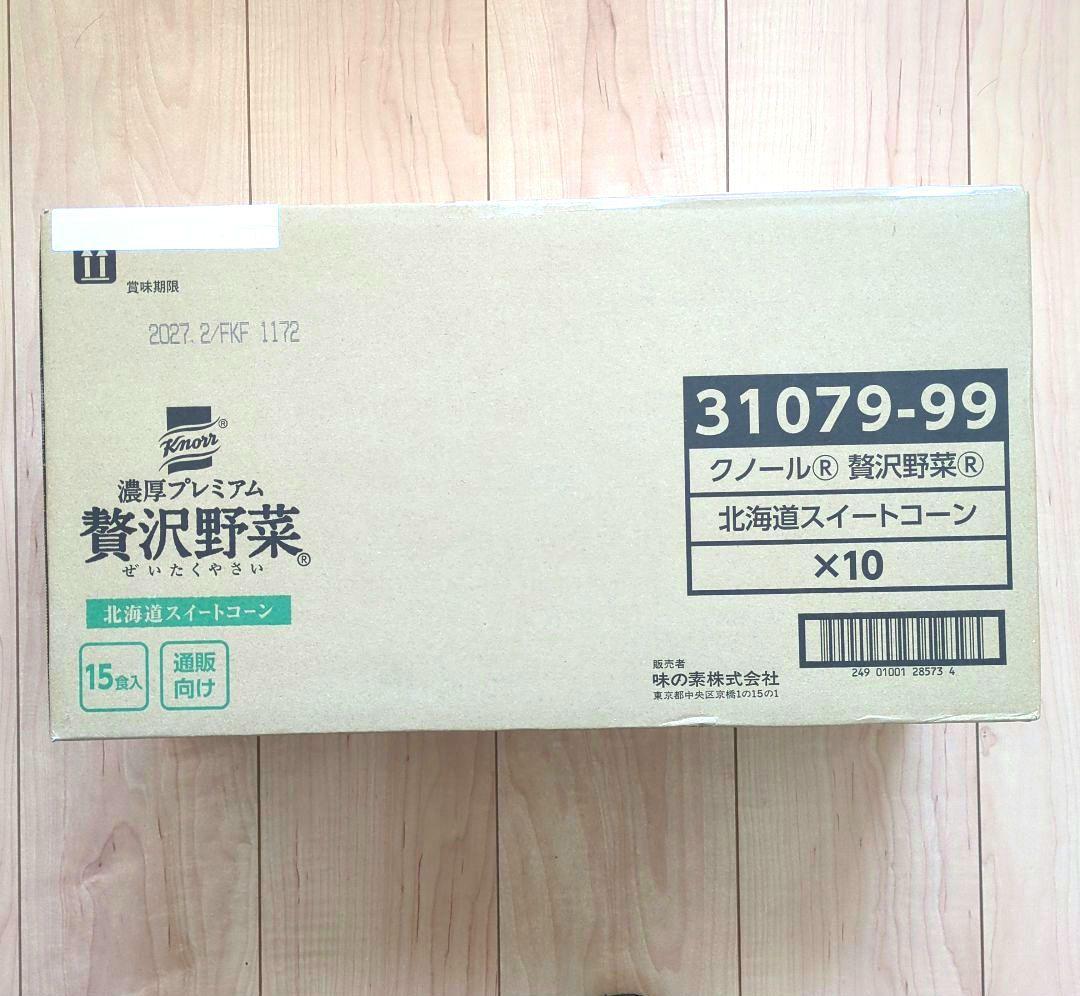 賞味期限
2027.2/FKF 1172
Knorr®
濃厚プレミアム
贅沢野菜®
ぜいたくやさい
北海道スイートコーン
15食入
通販
向け
31079-99
クノール® 贅沢野菜®
北海道スイートコーン
×10
249 01001 28573 4
販売者
味の素株式会社
東京都中央区京橋1の15の1